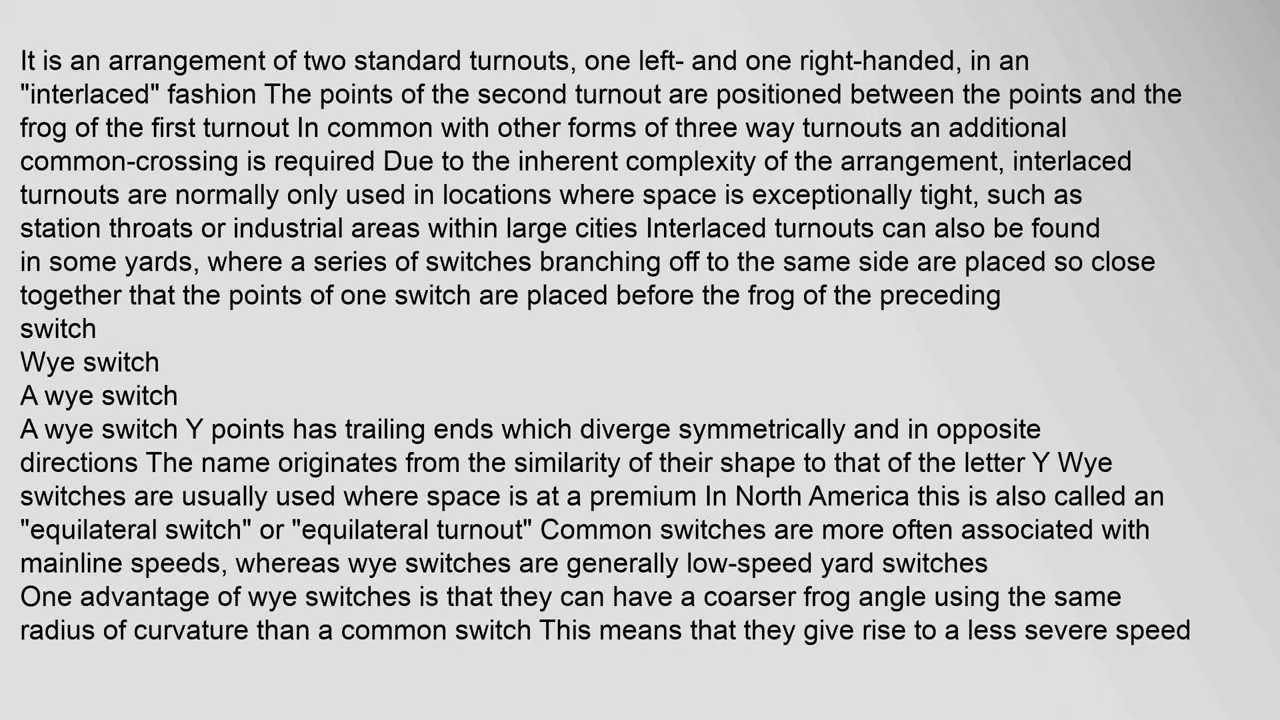 It is an arrangement of two standard turnouts, one left- and one right-handed, in an
"interlaced" fashion The points of the second turnout are positioned between the points and the
frog of the first turnout In common with other forms of three way turnouts an additional
common-crossing is required Due to the inherent complexity of the arrangement, interlaced
turnouts are normally only used in locations where space is exceptionally tight, such as
station throats or industrial areas within large cities Interlaced turnouts can also be found
in some yards, where a series of switches branching off to the same side are placed so close
together that the points of one switch are placed before the frog of the preceding
switch
Wye switch
A wye switch
A wye switch Y points has trailing ends which diverge symmetrically and in opposite
directions The name originates from the similarity of their shape to that of the letter Y Wye
switches are usually used where space is at a premium In North America this is also called an
"equilateral switch" or "equilateral turnout" Common switches are more often associated with
mainline speeds, whereas wye switches are generally low-speed yard switches
One advantage of wye switches is that they can have a coarser frog angle using the same
radius of curvature than a common switch This means that they give rise to a less severe speed